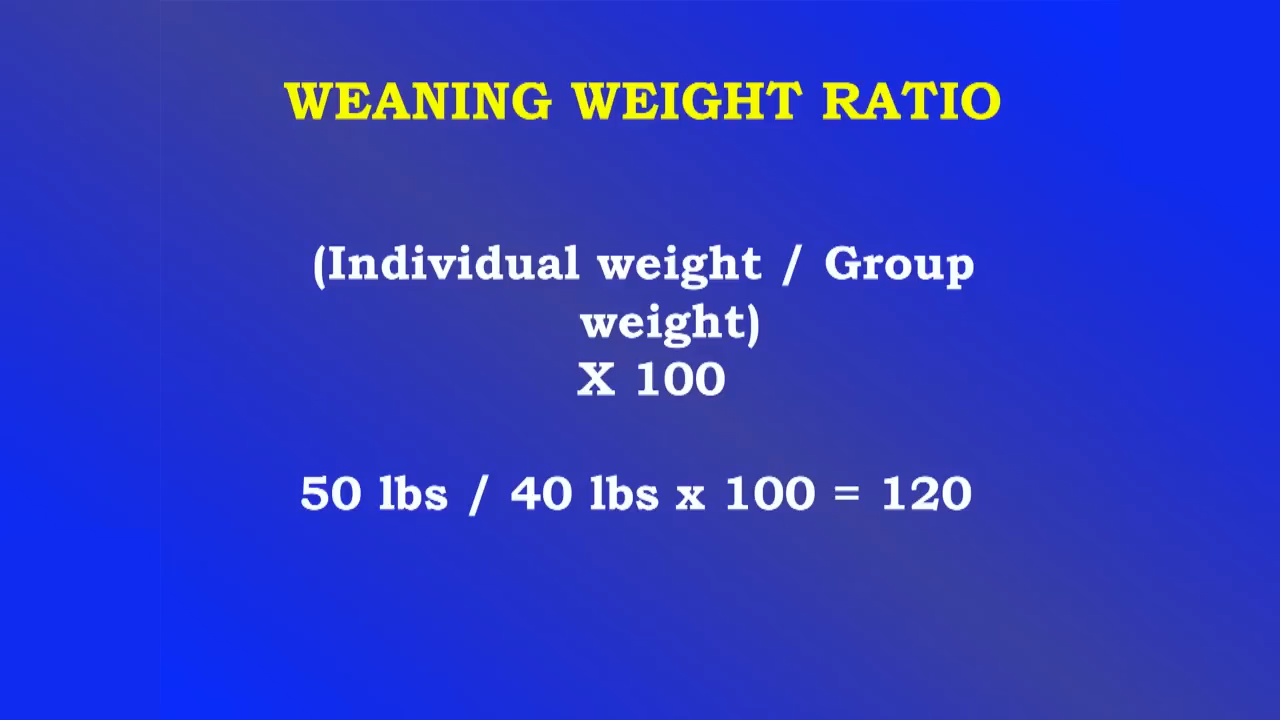 WEANING WEIGHT RATIO
(Individual weight / Group
weight)
X 100
50 lbs / 40 lbs x 100 = 120